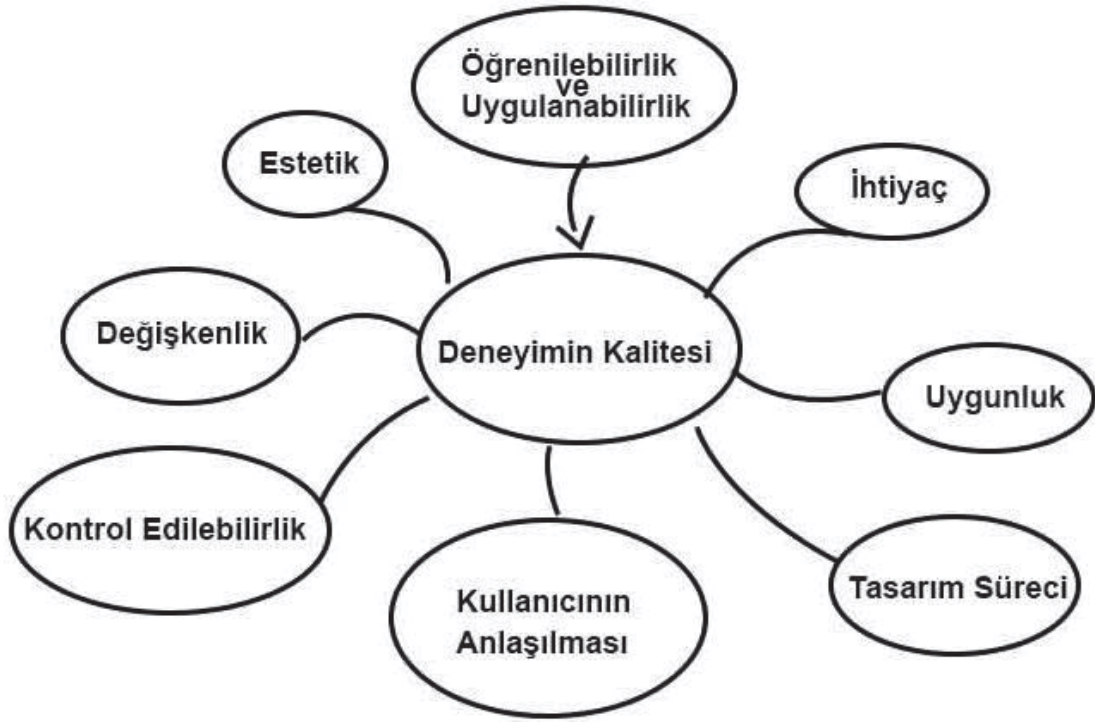 Öğrenilebilirlik
ve
Uygulanabilirlik
Estetik
İhtiyaç
Değişkenlik
Deneyimin Kalitesi
Uygunluk
Kontrol Edilebilirlik
Tasarım Süreci
Kullanıcının
Anlaşılması